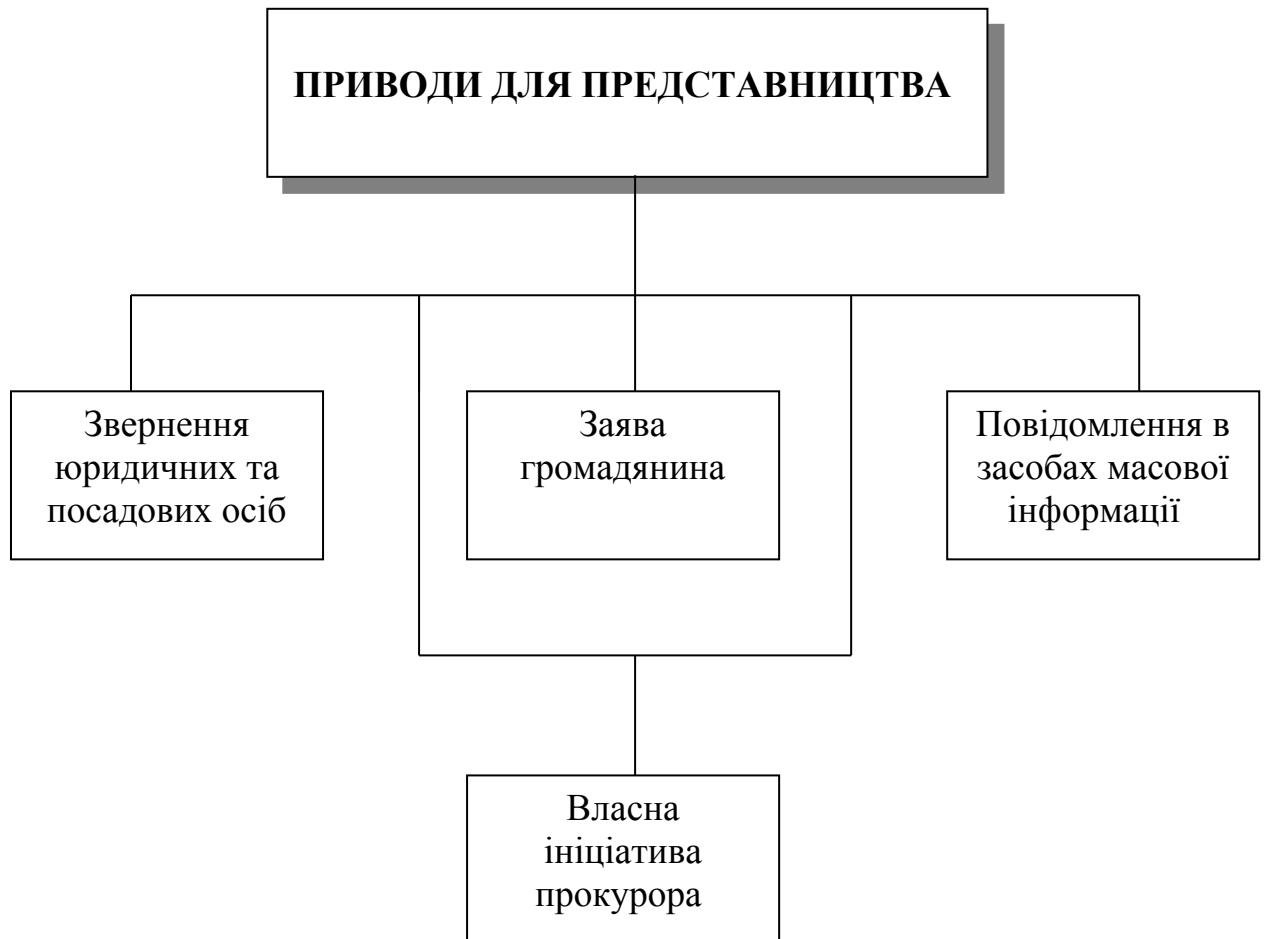 ПРИВОДИ ДЛЯ ПРЕДСТАВНИЦТВА
Звернення
юридичних та
посадових осіб
Заява
громадянина
Повідомлення в
засобах масової
інформації
Власна
ініціатива
прокурора